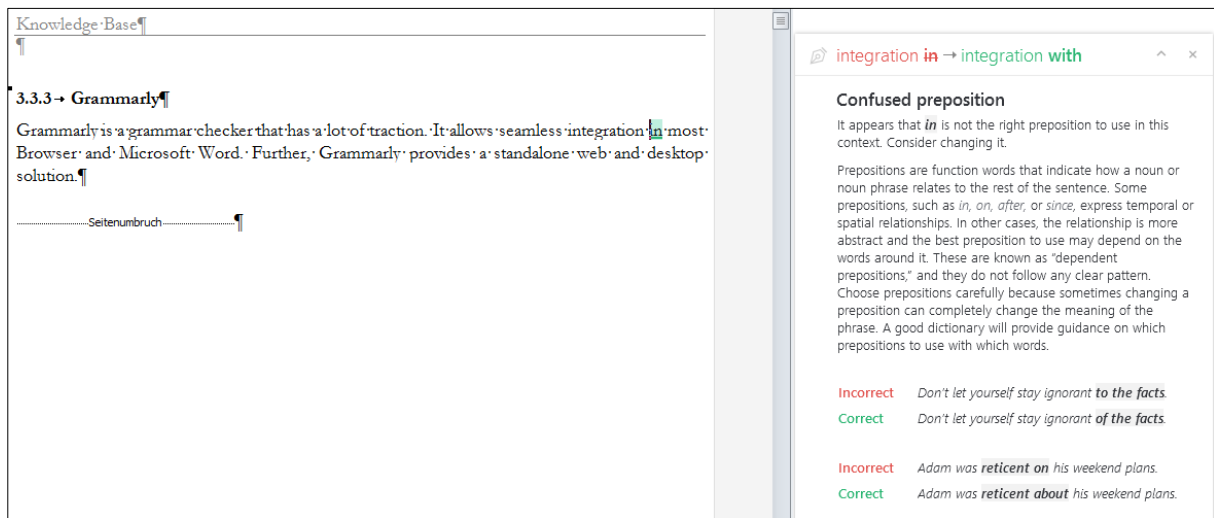 Knowledge·Base¶
¶
3.3.3→ Grammarly¶
Grammarly·is·a·grammar·checker·that·has·a·lot·of·traction.·It·allows·seamless·integration·in·most·
Browser·and·Microsoft·Word.·Further,·Grammarly·provides·a·standalone·web·and·desktop·
solution.¶
Seitenumbruch¶
integration in → integration with
Confused preposition
It appears that in is not the right preposition to use in this
context. Consider changing it.
Prepositions are function words that indicate how a noun or
noun phrase relates to the rest of the sentence. Some
prepositions, such as in, on, after, or since, express temporal or
spatial relationships. In other cases, the relationship is more
abstract and the best preposition to use may depend on the
words around it. These are known as "dependent
prepositions," and they do not follow any clear pattern.
Choose prepositions carefully because sometimes changing a
preposition can completely change the meaning of the
phrase. A good dictionary will provide guidance on which
prepositions to use with which words.
Incorrect Don't let yourself stay ignorant to the facts.
Correct Don't let yourself stay ignorant of the facts.
Incorrect Adam was reticent on his weekend plans.
Correct Adam was reticent about his weekend plans.